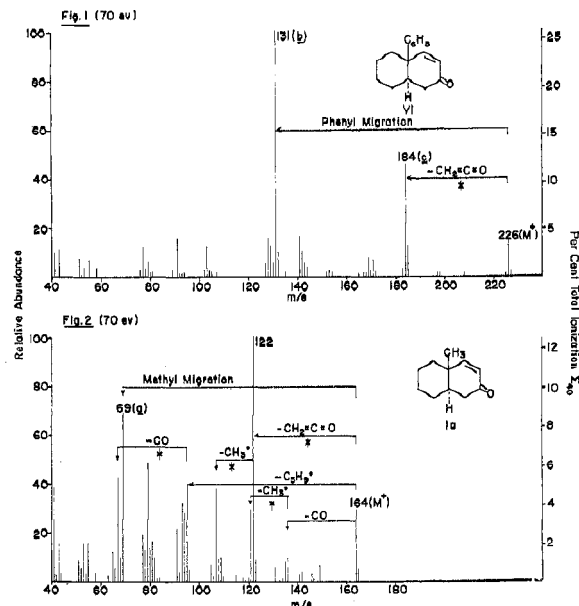 Fig. 1 (70 av)
131(b)
C₆H₅
H
O
VI
Phenyl Migration
184(c)
-CH₂=C=O
*
226(M⁺)
100
80
60
40
20
25
20
15
10
5
40 60 80 100 120 140 160 180 200 220
m/e
Relative Abundance
Per Cent Total Ionization Σ₄₀
Fig. 2 (70 ev)
122
CH₃
H
O
Ia
Methyl Migration
69(g)
-CO
*
-CH₃•
*
-CH₂=C=O
*
-C₅H₉•
-CH₃•
*
164(M⁺)
-CO
100
80
60
40
20
12
10
8
6
4
2
40 60 80 100 120 140 160 180
m/e